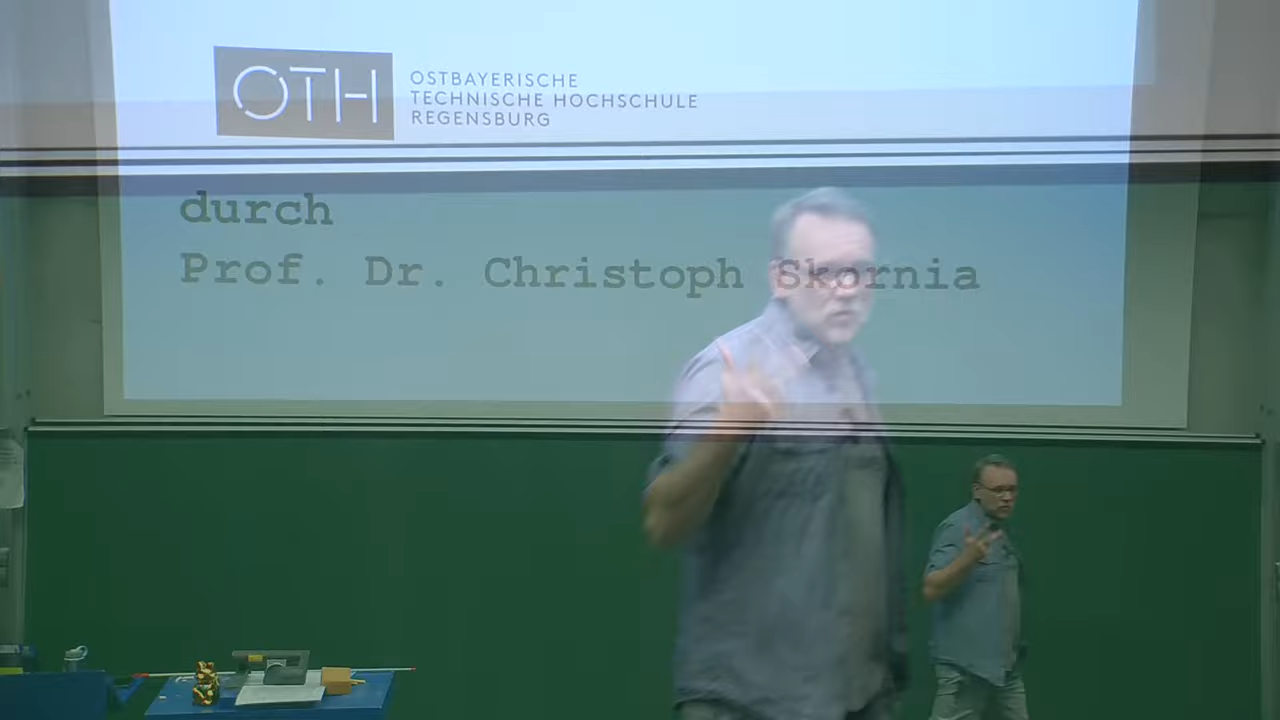 OTH
OSTBAYERISCHE
TECHNISCHE HOCHSCHULE
REGENSBURG
durch
Prof. Dr. Christoph Skornia